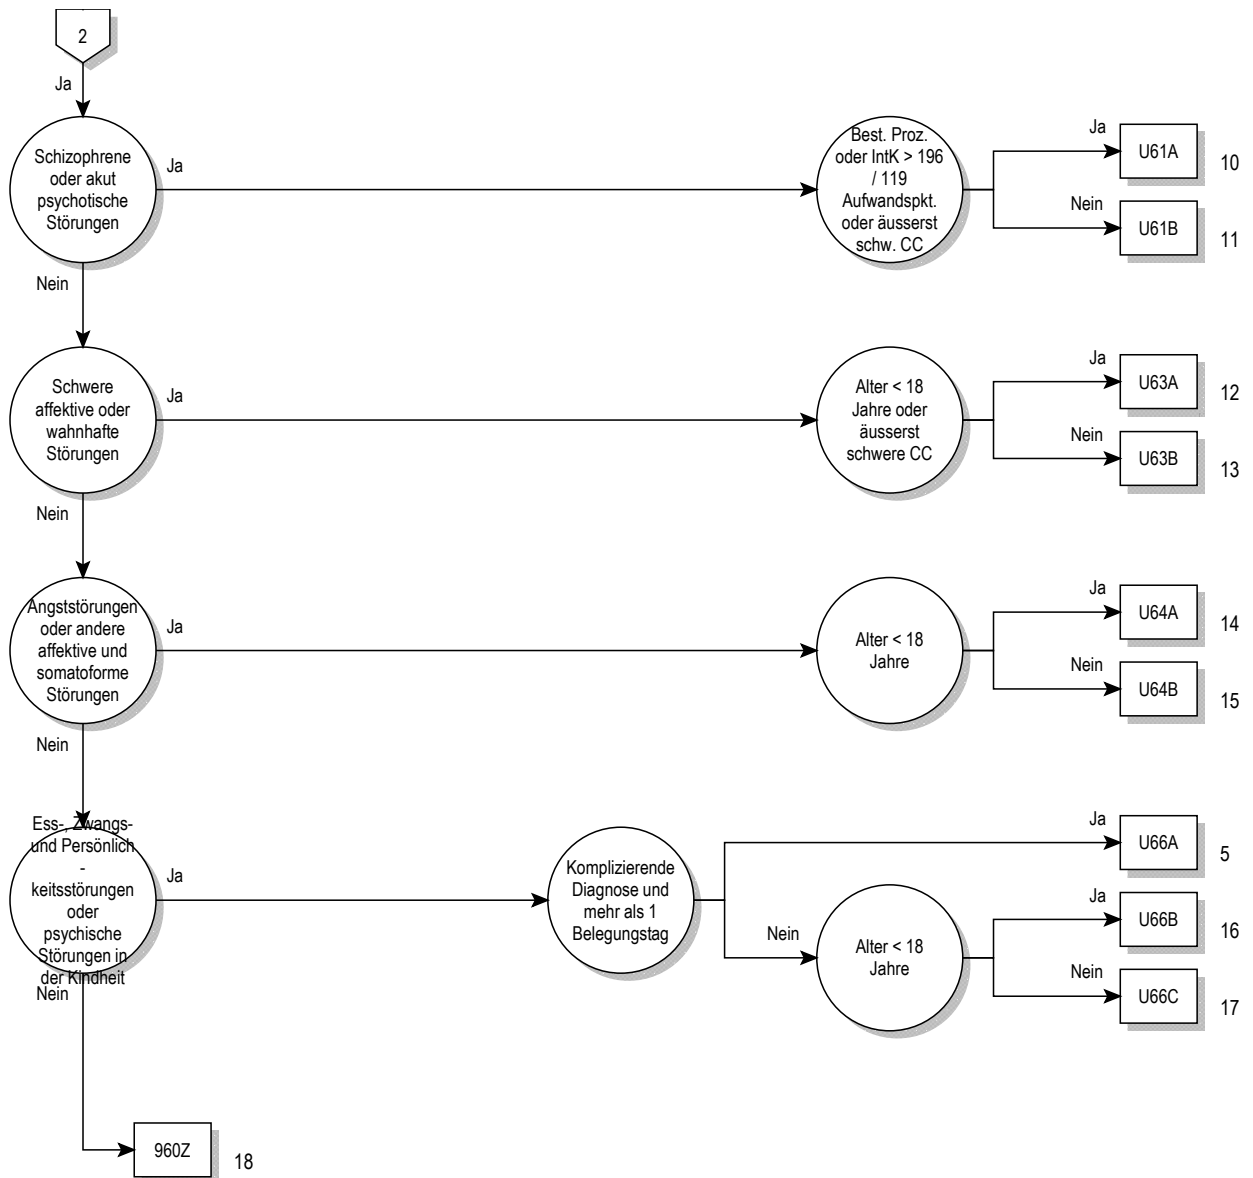 2
Ja
Schizophrene
oder akut
psychotische
Störungen
Ja
Best. Proz.
oder IntK > 196
/ 119
Aufwandspkt.
oder äusserst
schw. CC
Ja
U61A
10
Nein
U61B
11
Nein
Schwere
affektive oder
wahnhafte
Störungen
Ja
Alter < 18
Jahre oder
äusserst
schwere CC
Ja
U63A
12
Nein
U63B
13
Nein
Angststörungen
oder andere
affektive und
somatoforme
Störungen
Ja
Alter < 18
Jahre
Ja
U64A
14
Nein
U64B
15
Nein
Ess-, Zwangs-
und Persönlich
-
keitsstörungen
oder
psychische
Störungen in
der Kindheit
Ja
Komplizierende
Diagnose und
mehr als 1
Belegungstag
Ja
U66A
5
Nein
Alter < 18
Jahre
Ja
U66B
16
Nein
U66C
17
Nein
960Z
18